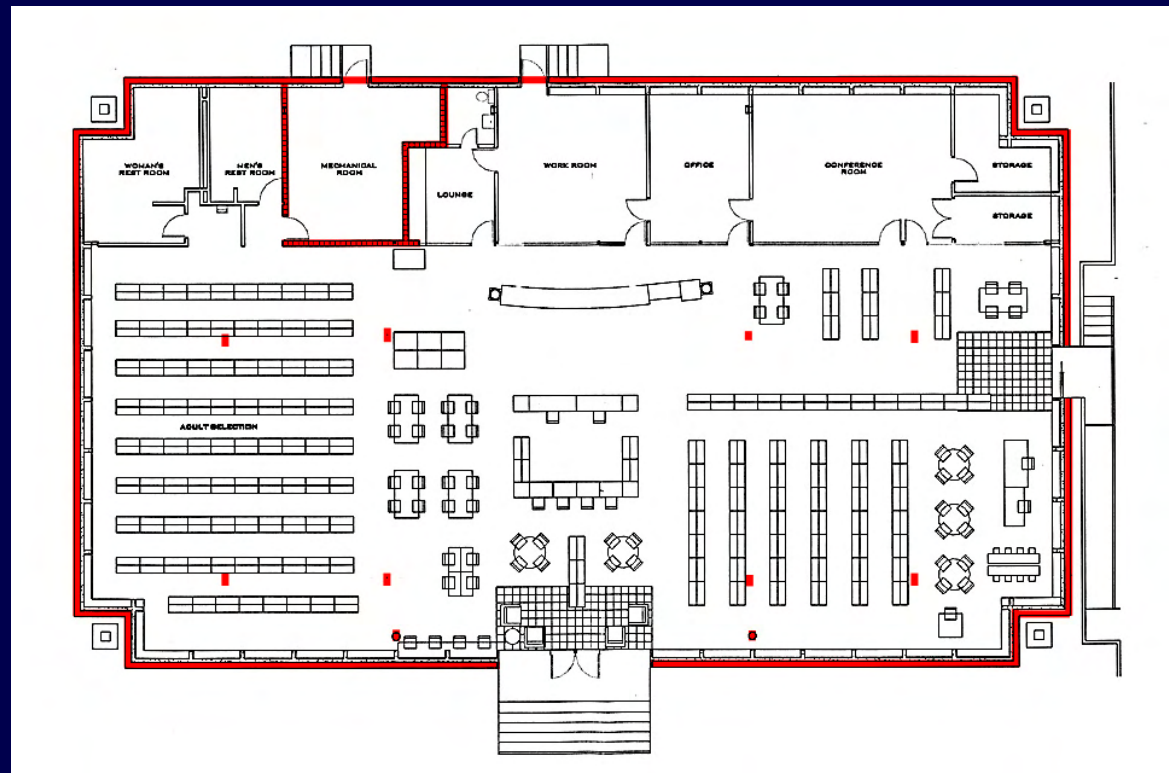 WOMAN'S
REST ROOM
MEN'S
REST ROOM
MECHANICAL
ROOM
LOUNGE
WORK ROOM
OFFICE
CONFERENCE
ROOM
STORAGE
STORAGE
ADULT SELECTION